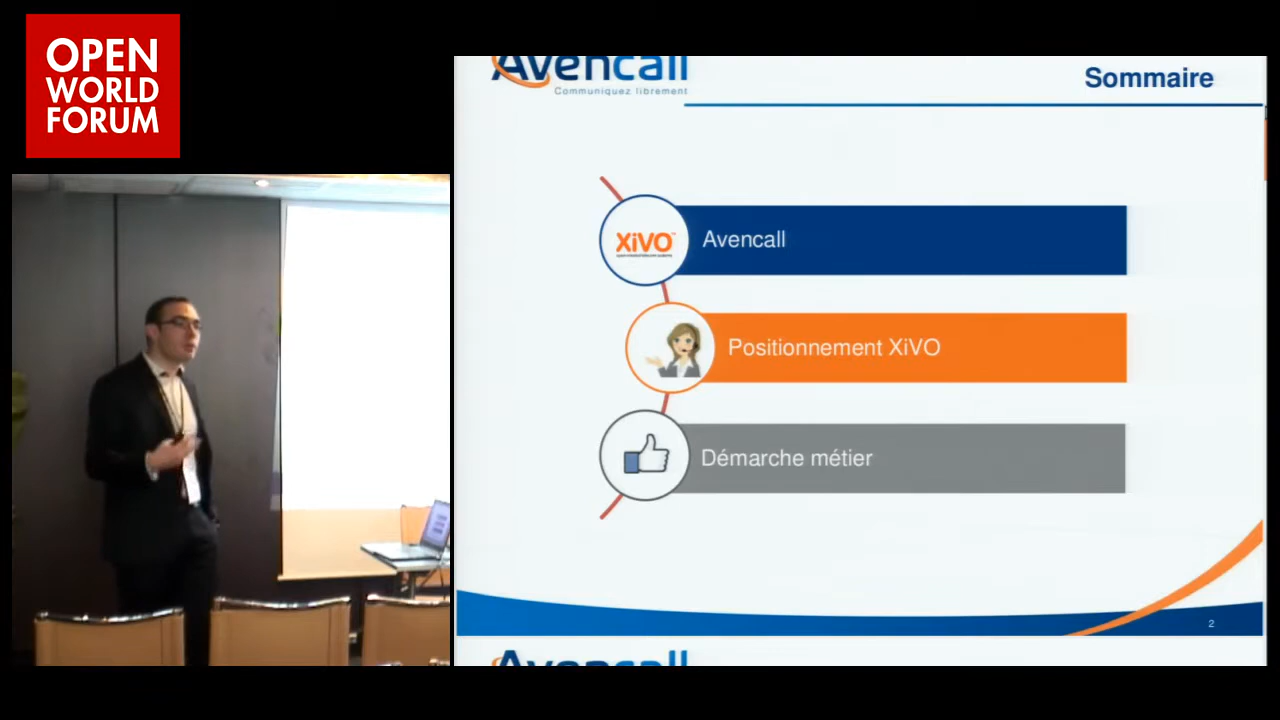 OPEN
WORLD
FORUM
Avencall
Communiquez librement
Sommaire
XiVO
Avencall
Positionnement XiVO
Démarche métier
2
Avencall